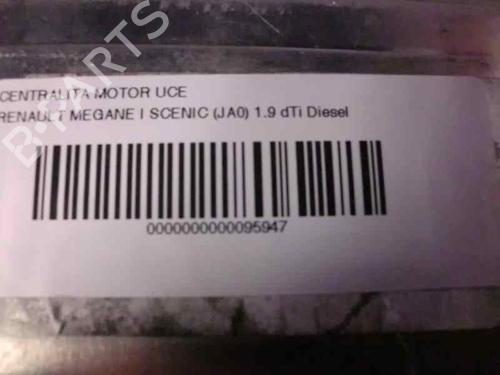 B-PARTS
CENTRALITA MOTOR UCE
RENAULT MEGANE I SCENIC (JA0) 1.9 dTi Diesel
0000000000095947